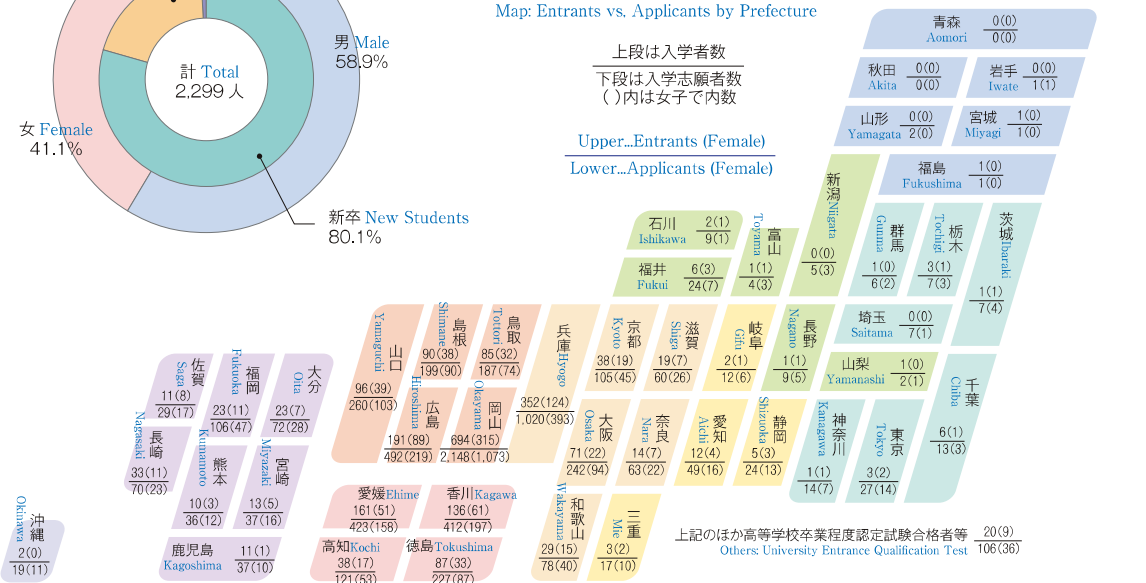 Map: Entrants vs, Applicants by Prefecture
男 Male
58.9%
計 Total
2,299 人
女 Female
41.1%
新卒 New Students
80.1%
上段は入学者数
下段は入学志願者数
( )内は女子で内数
Upper...Entrants (Female)
Lower...Applicants (Female)
青森 Aomori 0(0) 0(0)
秋田 Akita 0(0) 0(0)
岩手 Iwate 0(0) 1(1)
山形 Yamagata 0(0) 2(0)
宮城 Miyagi 1(0) 1(0)
福島 Fukushima 1(0) 1(0)
新潟 Niigata 0(0) 5(3)
石川 Ishikawa 2(1) 9(1)
富山 Toyama 1(1) 4(3)
福井 Fukui 6(3) 24(7)
群馬 Gunma 1(0) 6(2)
栃木 Tochigi 3(1) 7(3)
茨城 Ibaraki 1(1) 7(4)
埼玉 Saitama 0(0) 7(1)
山梨 Yamanashi 1(0) 2(1)
千葉 Chiba 6(1) 13(3)
神奈川 Kanagawa 1(1) 14(7)
東京 Tokyo 3(2) 27(14)
長野 Nagano 1(1) 9(5)
岐阜 Gifu 2(1) 12(6)
愛知 Aichi 12(4) 49(16)
静岡 Shizuoka 5(3) 24(13)
三重 Mie 3(2) 17(10)
滋賀 Shiga 19(7) 60(26)
京都 Kyoto 38(19) 105(45)
兵庫 Hyogo 352(124) 1,020(393)
大阪 Osaka 71(22) 242(94)
奈良 Nara 14(7) 63(22)
和歌山 Wakayama 29(15) 78(40)
鳥取 Tottori 85(32) 187(74)
島根 Shimane 90(38) 199(90)
岡山 Okayama 694(315) 2,148(1,073)
広島 Hiroshima 191(89) 492(219)
山口 Yamaguchi 96(39) 260(103)
愛媛 Ehime 161(51) 423(158)
香川 Kagawa 136(61) 412(197)
高知 Kochi 38(17) 121(53)
徳島 Tokushima 87(33) 227(87)
大分 Oita 23(7) 72(28)
福岡 Fukuoka 23(11) 106(47)
佐賀 Saga 11(8) 29(17)
長崎 Nagasaki 33(11) 70(23)
熊本 Kumamoto 10(3) 36(12)
宮崎 Miyazaki 13(5) 37(16)
鹿児島 Kagoshima 11(1) 37(10)
沖縄 Okinawa 2(0) 19(11)
上記のほか高等学校卒業程度認定試験合格者等 20(9)
Others: University Entrance Qualification Test 106(36)